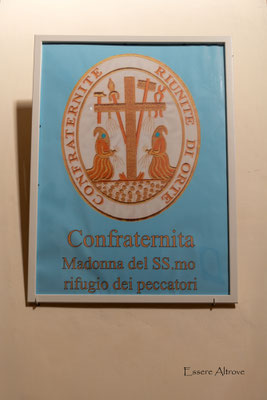 CONFRATERNITE RIUNITE DI ORTE
Confraternita
Madonna del SS.mo
rifugio dei peccatori
Essere Altrove